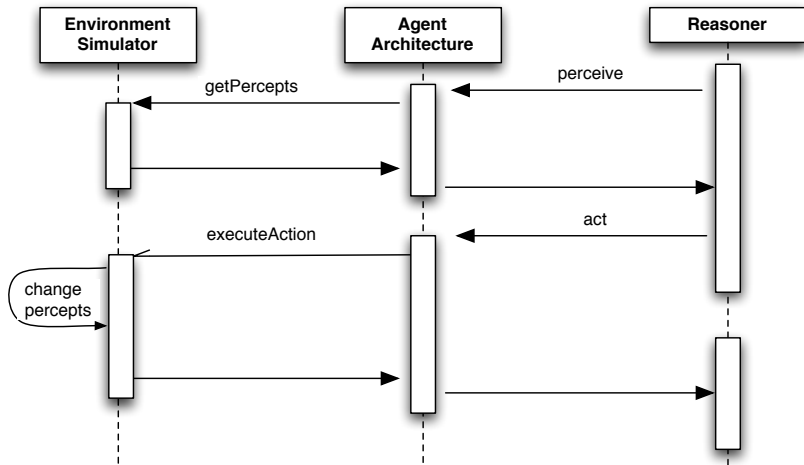 Environment
Simulator
Agent
Architecture
Reasoner
perceive
getPercepts
act
executeAction
change
percepts